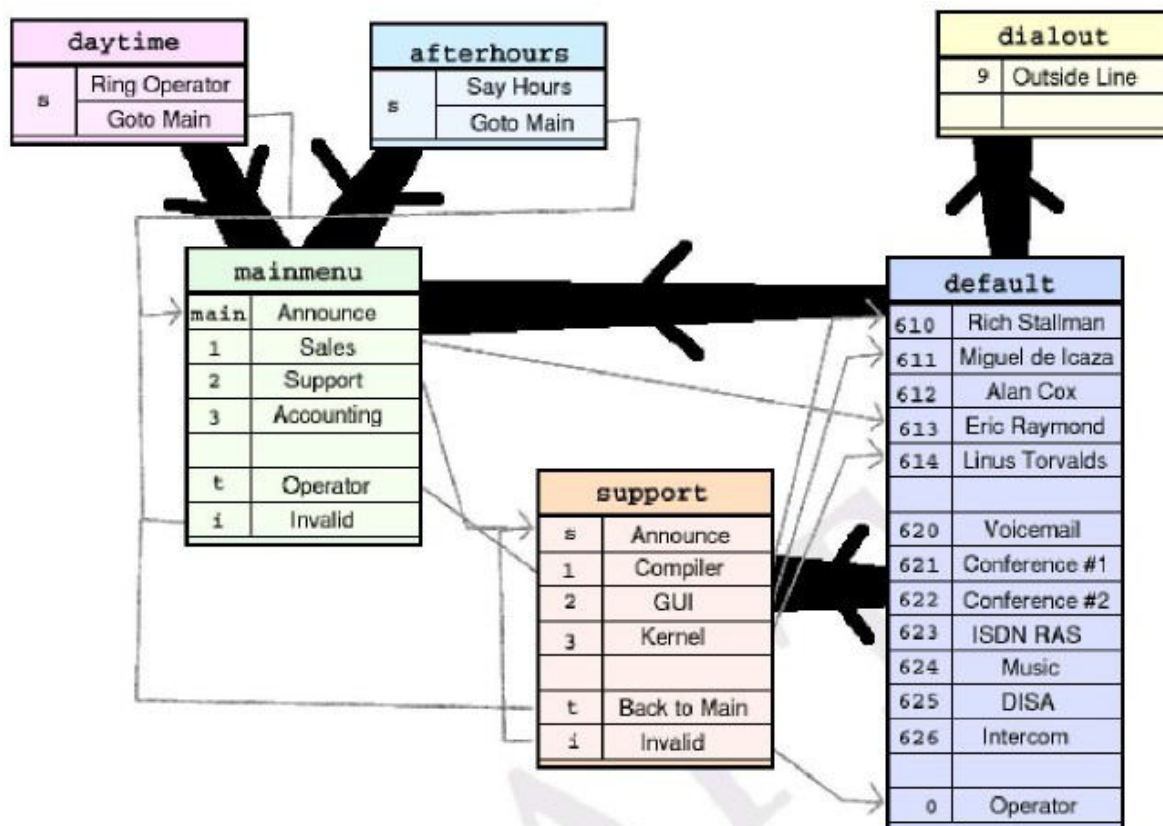 daytime
s Ring Operator
Goto Main
afterhours
s Say Hours
Goto Main
dialout
9 Outside Line
mainmenu
main Announce
1 Sales
2 Support
3 Accounting
t Operator
i Invalid
support
s Announce
1 Compiler
2 GUI
3 Kernel
t Back to Main
i Invalid
default
610 Rich Stallman
611 Miguel de Icaza
612 Alan Cox
613 Eric Raymond
614 Linus Torvalds
620 Voicemail
621 Conference #1
622 Conference #2
623 ISDN RAS
624 Music
625 DISA
626 Intercom
0 Operator